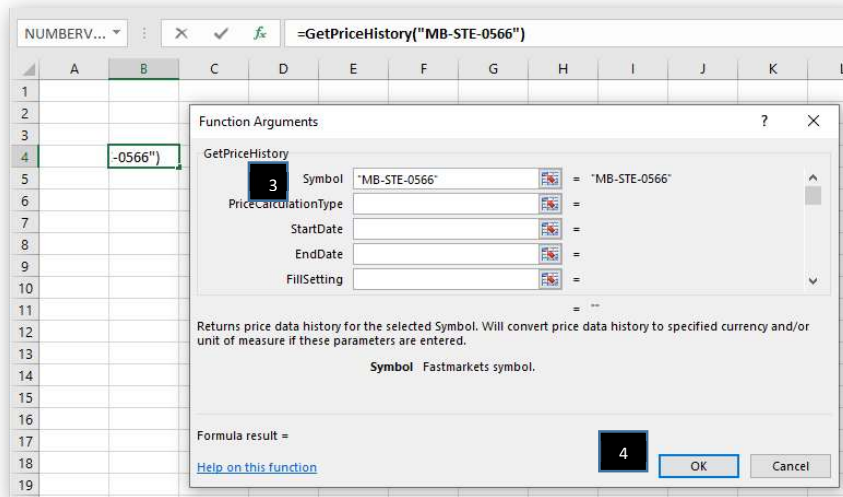 NUMBERV... =GetPriceHistory("MB-STE-0566")
A B C D E F G H I J K
1
2
3
4 -0566")
5
6
7
8
9
10
11
12
13
14
15
16
17
18
19
Function Arguments ?
GetPriceHistory
3 Symbol "MB-STE-0566" = "MB-STE-0566"
PriceCalculationType =
StartDate =
EndDate =
FillSetting =
= ""
Returns price data history for the selected Symbol. Will convert price data history to specified currency and/or
unit of measure if these parameters are entered.
Symbol Fastmarkets symbol.
Formula result =
Help on this function 4 OK Cancel